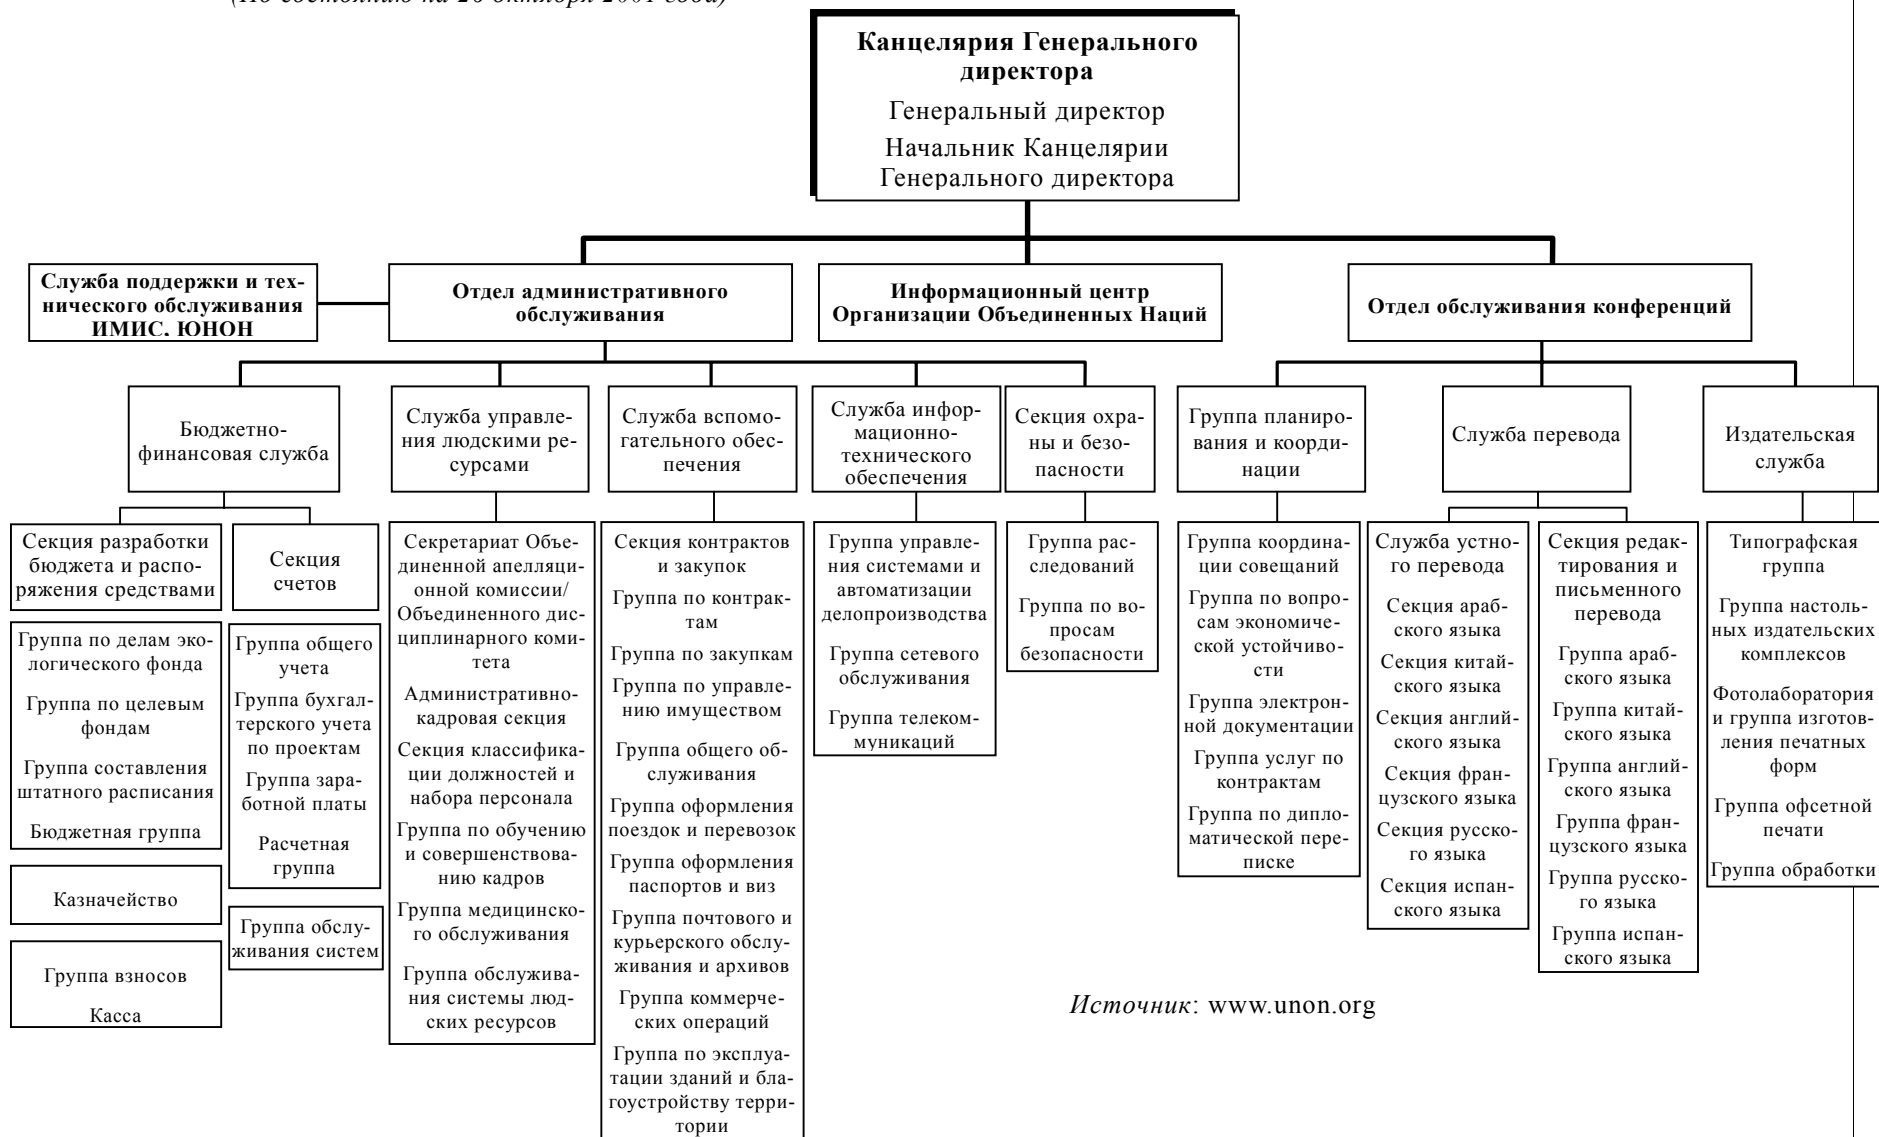 (По состоянию на 26 октября 2001 года)
Канцелярия Генерального
директора
Генеральный директор
Начальник Канцелярии
Генерального директора
Служба поддержки и тех-
нического обслуживания
ИМИС, ЮНОН
Отдел административного
обслуживания
Информационный центр
Организации Объединенных Наций
Отдел обслуживания конференций
Бюджетно-
финансовая служба
Служба управле-
ния людскими ре-
сурсами
Служба вспомо-
гательного обес-
печения
Служба инфор-
мационно-
технического
обеспечения
Секция охра-
ны и безо-
пасности
Группа планиро-
вания и коорди-
нации
Служба перевода
Издательская
служба
Секция разработки
бюджета и распо-
ряжения средствами
Группа по делам эко-
логического фонда
Группа по целевым
фондам
Группа составления
штатного расписания
Бюджетная группа
Казначейство
Группа взносов
Касса
Секция
счетов
Группа общего
учета
Группа бухгал-
терского учета
по проектам
Группа зара-
ботной платы
Расчетная
группа
Группа обслу-
живания систем
Секретариат Объе-
диненной апелляци-
онной комиссии/
Объединенного дис-
циплинарного коми-
тета
Административно-
кадровая секция
Секция классифика-
ции должностей и
набора персонала
Группа по обучению
и совершенствова-
нию кадров
Группа медицинско-
го обслуживания
Группа обслужива-
ния системы люд-
ских ресурсов
Секция контрактов
и закупок
Группа по контрак-
там
Группа по закупкам
Группа по управле-
нию имуществом
Группа общего об-
служивания
Группа оформления
поездок и перевозок
Группа оформления
паспортов и виз
Группа почтового и
курьерского обслу-
живания и архивов
Группа коммерче-
ских операций
Группа по эксплуа-
тации зданий и бла-
гоустройству терри-
тории
Группа управле-
ния системами и
автоматизации
делопроизводства
Группа сетевого
обслуживания
Группа телеком-
муникаций
Группа рас-
следований
Группа по во-
просам
безопасности
Группа координа-
ции совещаний
Группа по вопро-
сам экономиче-
ской устойчиво-
сти
Группа электрон-
ной документации
Группа услуг по
контрактам
Группа по дипло-
матической пере-
писке
Служба устно-
го перевода
Секция араб-
ского языка
Секция китай-
ского языка
Секция англий-
ского языка
Секция фран-
цузского языка
Секция русско-
го языка
Секция испан-
ского языка
Секция редак-
тирования и
письменного
перевода
Группа араб-
ского языка
Группа китай-
ского языка
Группа англий-
ского языка
Группа фран-
цузского языка
Группа русско-
го языка
Группа испан-
ского языка
Типографская
группа
Группа настоль-
ных издательских
комплексов
Фотолаборатория
и группа изготов-
ления печатных
форм
Группа офсетной
печати
Группа обработки
Источник: www.unon.org